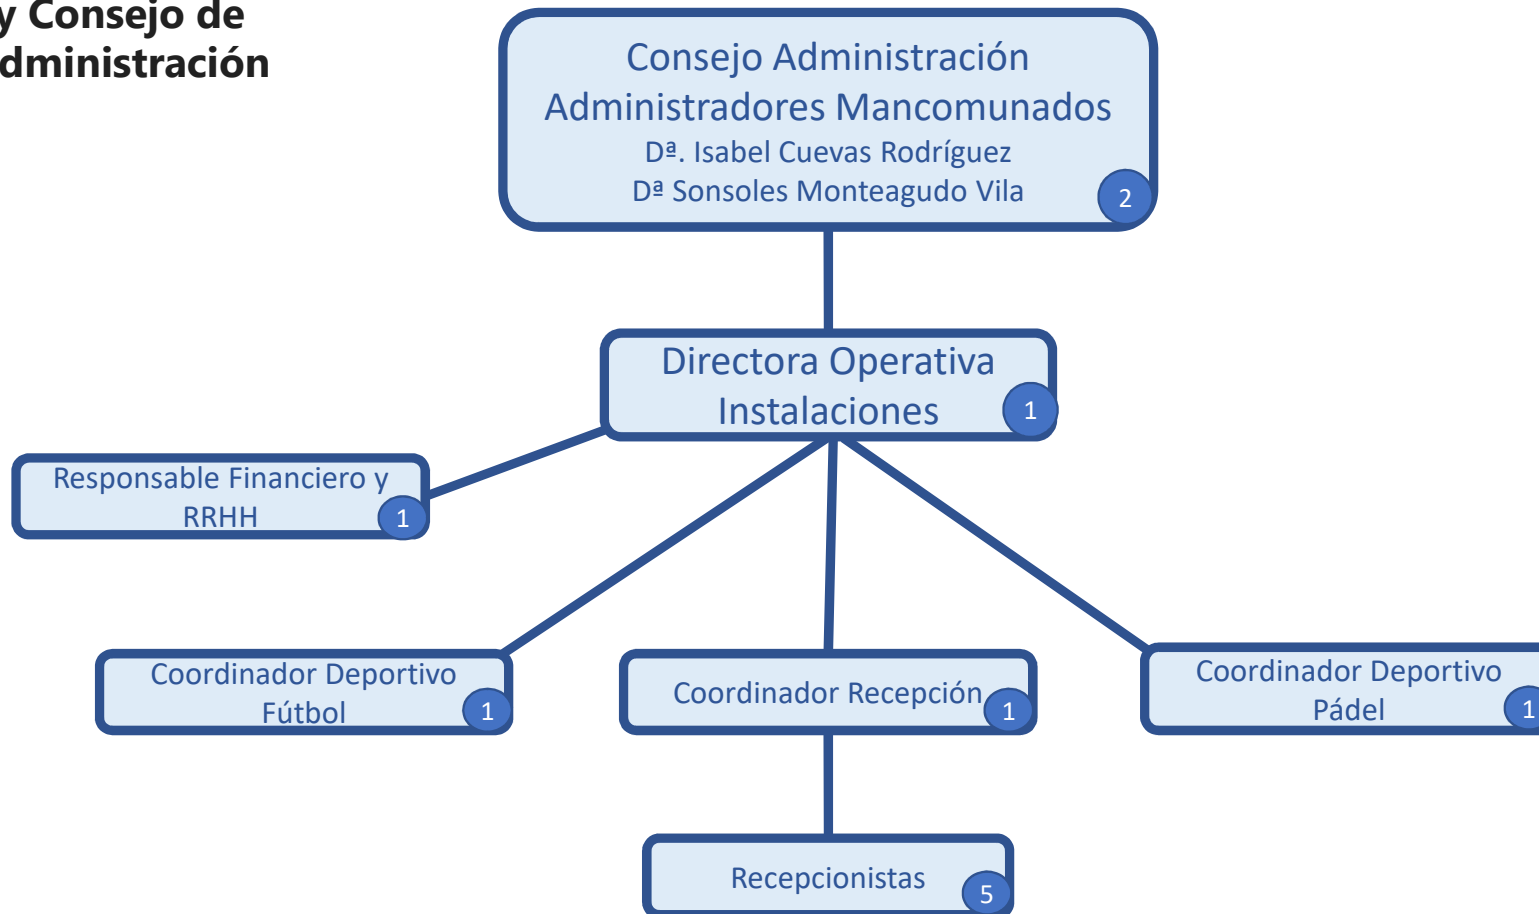 y Consejo de
dministración
Consejo Administración
Administradores Mancomunados
Dª. Isabel Cuevas Rodríguez
Dª Sonsoles Monteagudo Vila
2
Directora Operativa
Instalaciones
1
Responsable Financiero y
RRHH
1
Coordinador Deportivo
Fútbol
1
Coordinador Recepción
1
Coordinador Deportivo
Pádel
1
Recepcionistas
5